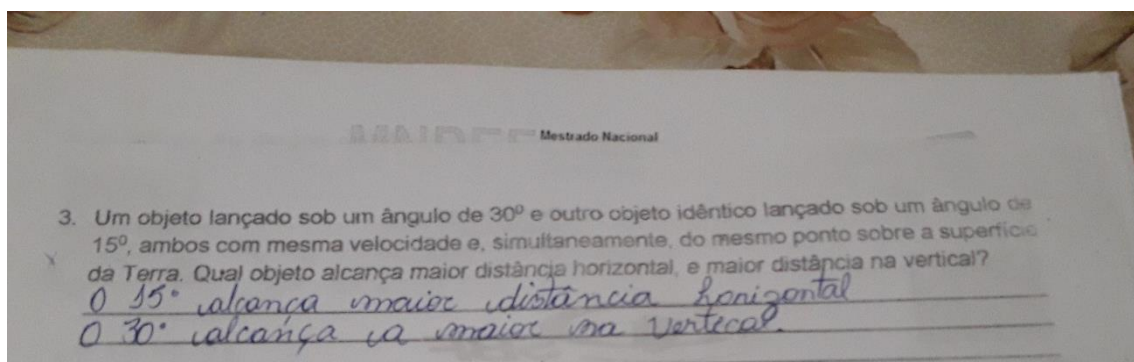 Mestrado Nacional
3. Um objeto lançado sob um ângulo de 30º e outro objeto idêntico lançado sob um ângulo de
15º, ambos com mesma velocidade e, simultaneamente, do mesmo ponto sobre a superfície
da Terra. Qual objeto alcança maior distância horizontal, e maior distância na vertical?
O 15° alcança maior distância horizontal
O 30° alcança a maior na vertecal.